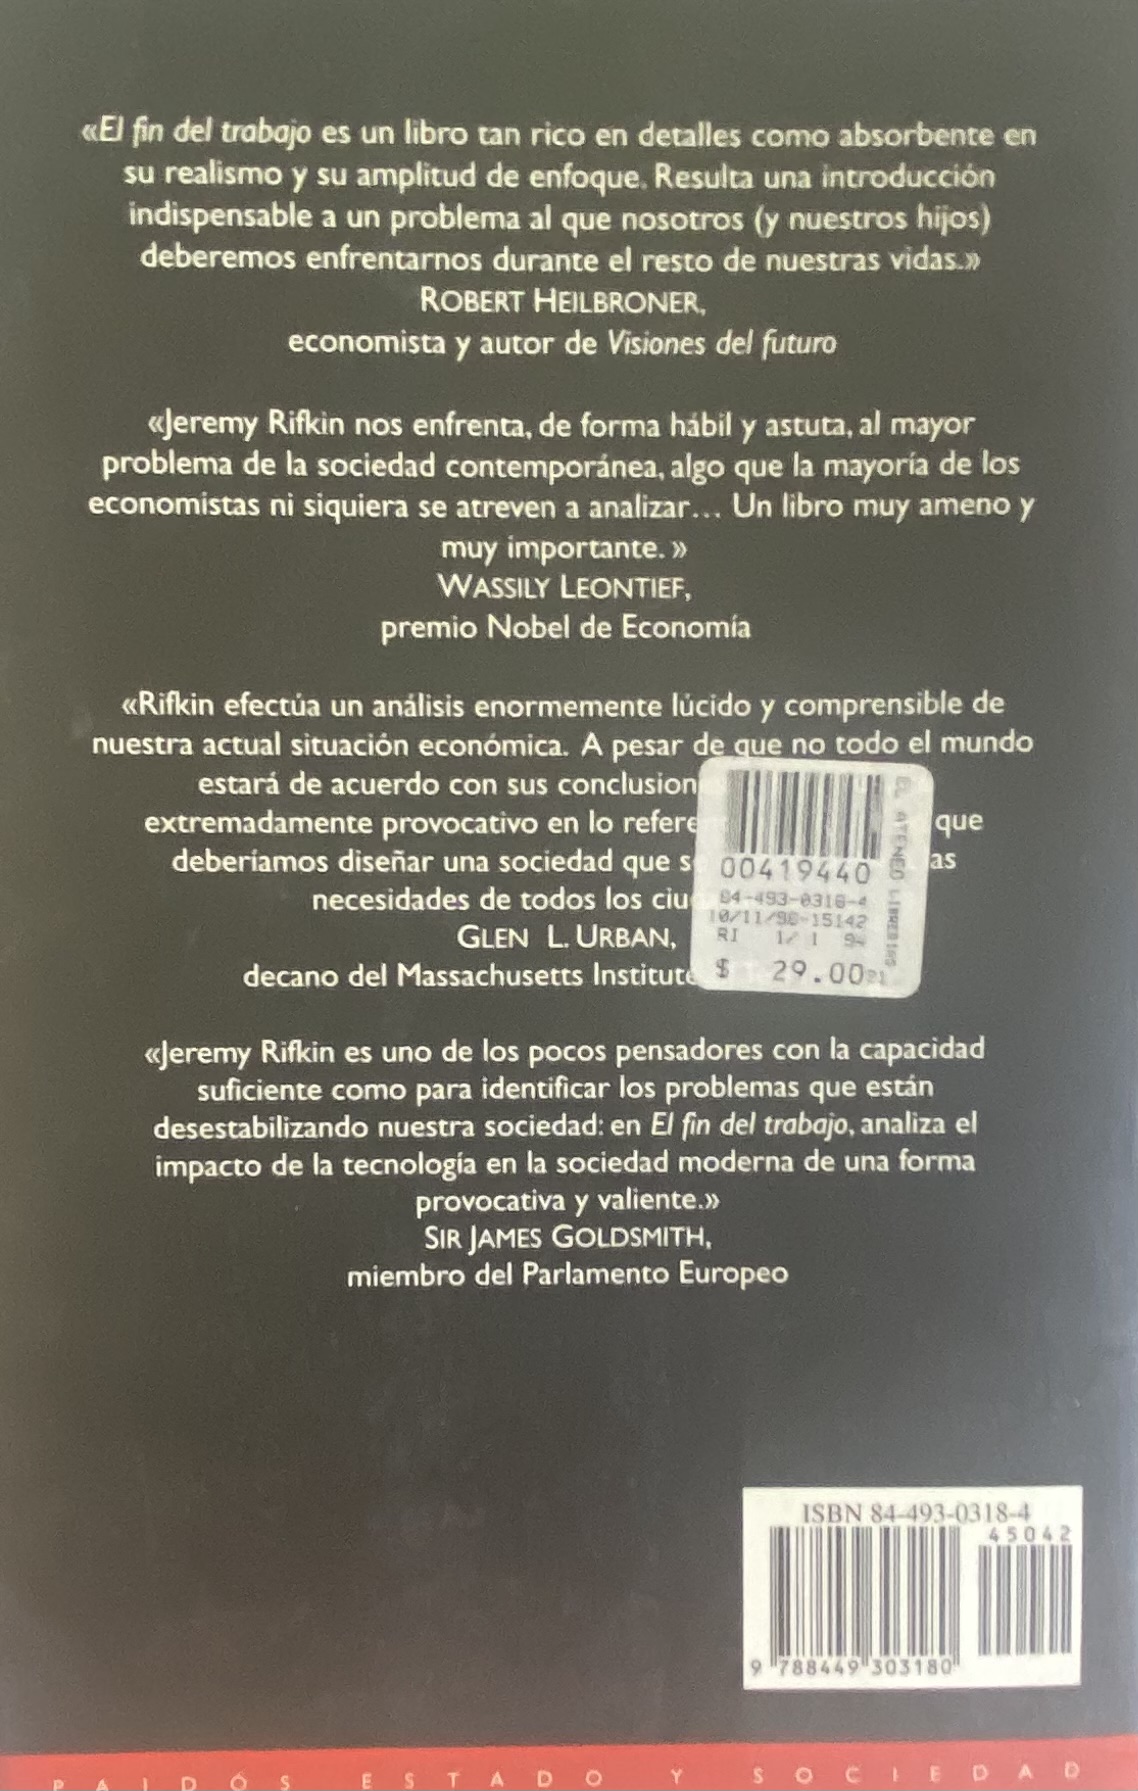 «El fin del trabajo es un libro tan rico en detalles como absorbente en
su realismo y su amplitud de enfoque. Resulta una introducción
indispensable a un problema al que nosotros (y nuestros hijos)
deberemos enfrentarnos durante el resto de nuestras vidas.»
ROBERT HEILBRONER,
economista y autor de Visiones del futuro
«Jeremy Rifkin nos enfrenta, de forma hábil y astuta, al mayor
problema de la sociedad contemporánea, algo que la mayoría de los
economistas ni siquiera se atreven a analizar... Un libro muy ameno y
muy importante. »
WASSILY LEONTIEF,
premio Nobel de Economía
«Rifkin efectúa un análisis enormemente lúcido y comprensible de
nuestra actual situación económica. A pesar de que no todo el mundo
estará de acuerdo con sus conclusion
extremadamente provocativo en lo refere que
deberíamos diseñar una sociedad que s as
necesidades de todos los ciu
GLEN L. URBAN,
decano del Massachusetts Institute
EL ATENEO LIBRERIAS
00419440
84-493-0318-4
10/11/98-15142
RI 1/ 1 94
$ 29.00
«Jeremy Rifkin es uno de los pocos pensadores con la capacidad
suficiente como para identificar los problemas que están
desestabilizando nuestra sociedad: en El fin del trabajo, analiza el
impacto de la tecnología en la sociedad moderna de una forma
provocativa y valiente.»
SIR JAMES GOLDSMITH,
miembro del Parlamento Europeo
ISBN 84-493-0318-4
45042
9 788449 303180
PAIDÓS ESTADO Y SOCIEDAD